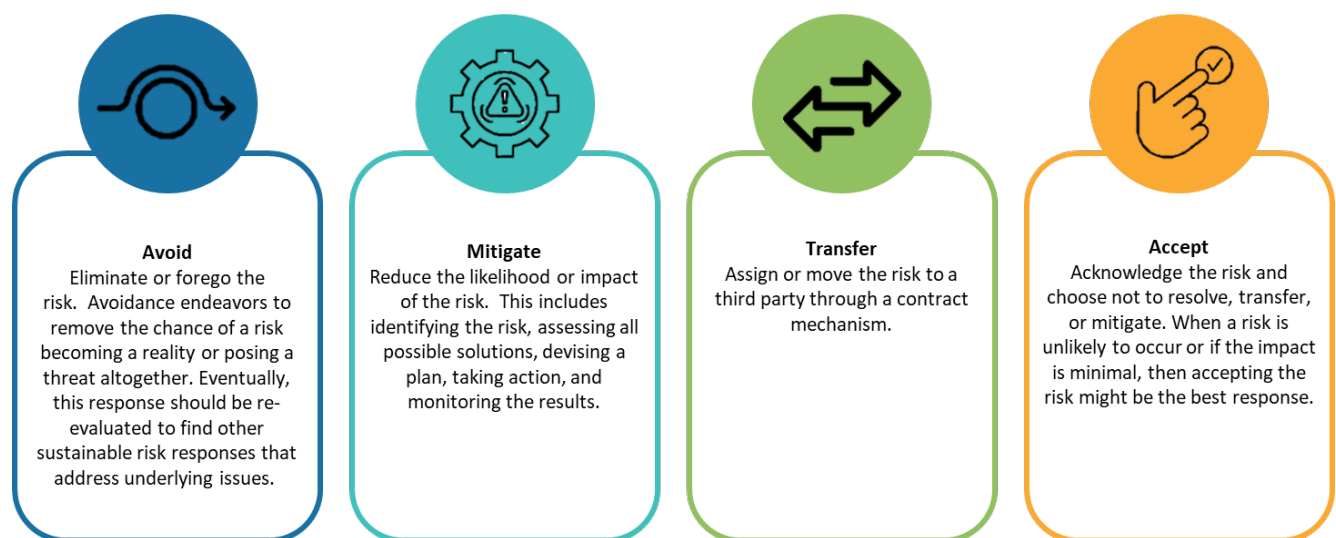 Avoid
Eliminate or forego the
risk.  Avoidance endeavors to
remove the chance of a risk
becoming a reality or posing a
threat altogether. Eventually,
this response should be re-
evaluated to find other
sustainable risk responses that
address underlying issues.
Mitigate
Reduce the likelihood or impact
of the risk.  This includes
identifying the risk, assessing all
possible solutions, devising a
plan, taking action, and
monitoring the results.
Transfer
Assign or move the risk to a
third party through a contract
mechanism.
Accept
Acknowledge the risk and
choose not to resolve, transfer,
or mitigate. When a risk is
unlikely to occur or if the impact
is minimal, then accepting the
risk might be the best response.